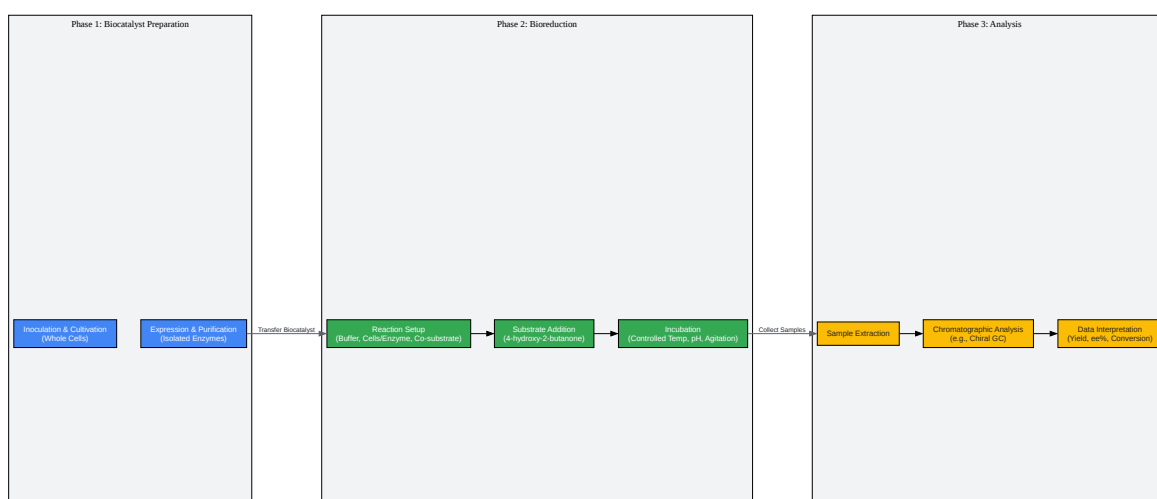 Phase 1: Biocatalyst Preparation
Inoculation & Cultivation
(Whole Cells)
Expression & Purification
(Isolated Enzymes)
Transfer Biocatalyst
Phase 2: Bioreduction
Reaction Setup
(Buffer, Cells/Enzyme, Co-substrate)
Substrate Addition
(4-hydroxy-2-butanone)
Incubation
(Controlled Temp, pH, Agitation)
Collect Samples
Phase 3: Analysis
Sample Extraction
Chromatographic Analysis
(e.g., Chiral GC)
Data Interpretation
(Yield, ee%, Conversion)